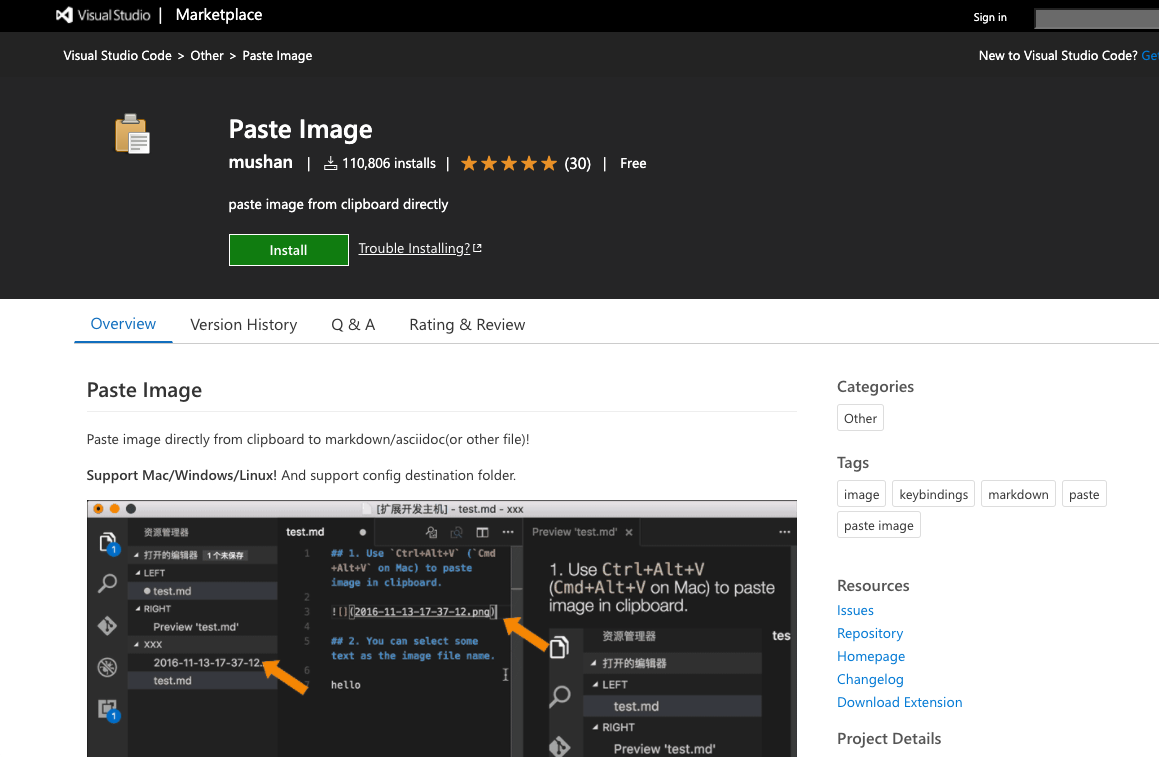 Visual Studio | Marketplace Sign in
Visual Studio Code > Other > Paste Image New to Visual Studio Code? Ge
Paste Image
mushan | 110,806 installs | (30) | Free
paste image from clipboard directly
Install Trouble Installing?
Overview Version History Q & A Rating & Review
Paste Image
Paste image directly from clipboard to markdown/asciidoc(or other file)!
Support Mac/Windows/Linux! And support config destination folder.
[扩展开发主机] - test.md - xxx
资源管理器
打开的编辑器 1 个未保存
LEFT
test.md
RIGHT
Preview 'test.md'
XXX
2016-11-13-17-37-12...
test.md
1
1
test.md
1 ## 1. Use `Ctrl+Alt+V` (`Cmd
+Alt+V` on Mac) to paste
image in clipboard.
2
3 ![](2016-11-13-17-37-12.png)
4
5 ## 2. You can select some
text as the image file name.
6
7 hello
Preview 'test.md'
1. Use Ctrl+Alt+V
(Cmd+Alt+V on Mac) to paste
image in clipboard.
资源管理器 tes
打开的编辑器
LEFT
test.md
RIGHT
Preview 'test.md'
Categories
Other
Tags
image keybindings markdown paste
paste image
Resources
Issues
Repository
Homepage
Changelog
Download Extension
Project Details